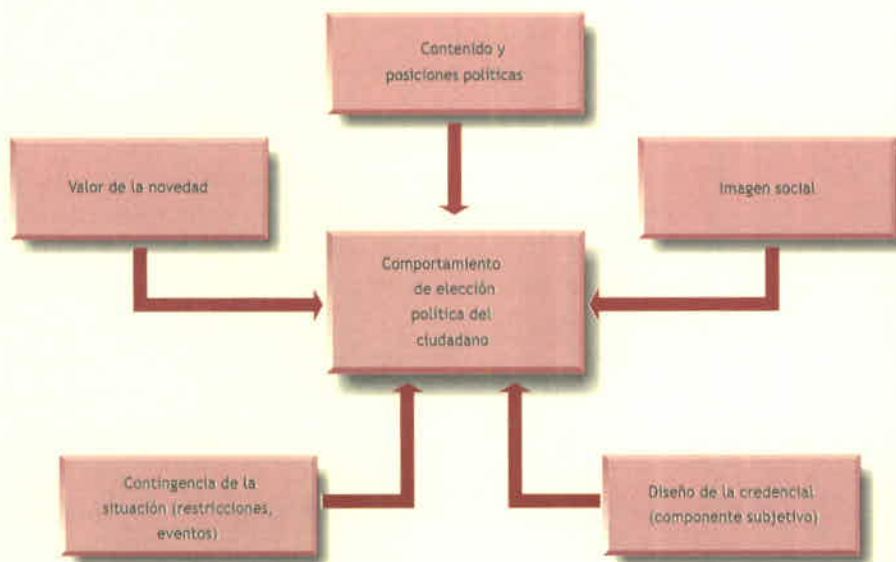 Contenido y
posiciones políticas
Valor de la novedad
Imagen social
Comportamiento
de elección
política del
ciudadano
Contingencia de la
situación (restricciones,
eventos)
Diseño de la credencial
(componente subjetivo)